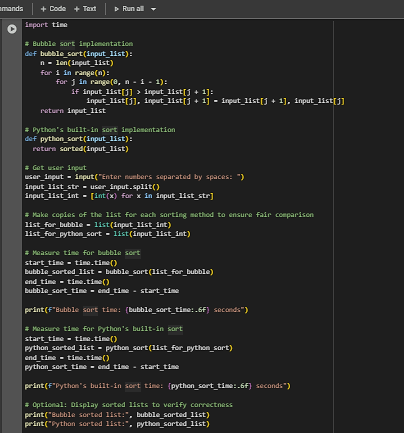 mmands + Code + Text Run all
import time
# Bubble sort implementation
def bubble_sort(input_list):
    n = len(input_list)
    for i in range(n):
        for j in range(0, n - i - 1):
            if input_list[j] > input_list[j + 1]:
                input_list[j], input_list[j + 1] = input_list[j + 1], input_list[j]
    return input_list
# Python's built-in sort implementation
def python_sort(input_list):
  return sorted(input_list)
# Get user input
user_input = input("Enter numbers separated by spaces: ")
input_list_str = user_input.split()
input_list_int = [int(x) for x in input_list_str]
# Make copies of the list for each sorting method to ensure fair comparison
list_for_bubble = list(input_list_int)
list_for_python_sort = list(input_list_int)
# Measure time for bubble sort
start_time = time.time()
bubble_sorted_list = bubble_sort(list_for_bubble)
end_time = time.time()
bubble_sort_time = end_time - start_time
print(f"Bubble sort time: {bubble_sort_time:.6f} seconds")
# Measure time for Python's built-in sort
start_time = time.time()
python_sorted_list = python_sort(list_for_python_sort)
end_time = time.time()
python_sort_time = end_time - start_time
print(f"Python's built-in sort time: {python_sort_time:.6f} seconds")
# Optional: Display sorted lists to verify correctness
print("Bubble sorted list:", bubble_sorted_list)
print("Python sorted list:", python_sorted_list)